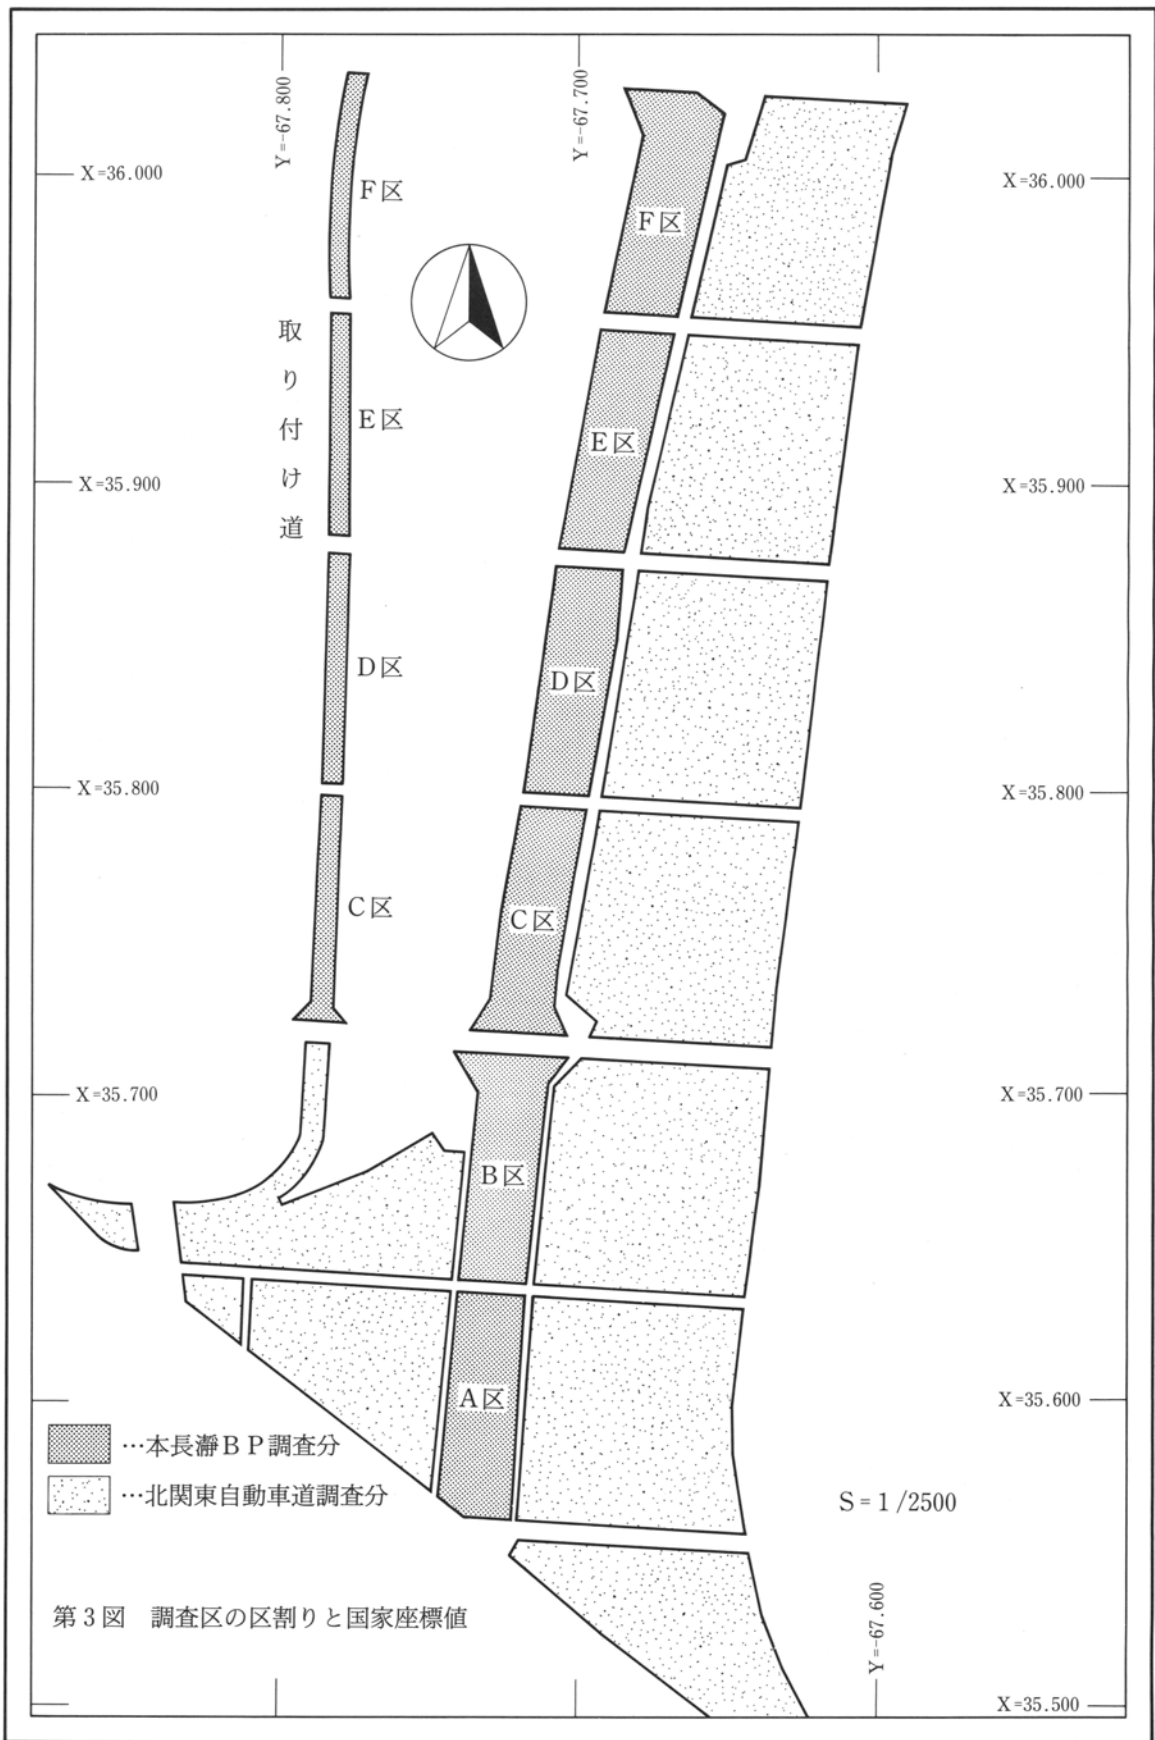 Y=-67.800
Y=-67.700
X=36.000
X=36.000
F区
F区
取り付け道
E区
E区
X=35.900
X=35.900
D区
D区
X=35.800
X=35.800
C区
C区
X=35.700
X=35.700
B区
A区
X=35.600
…本長瀞BP調査分
…北関東自動車道調査分
S=1/2500
Y=-67.600
第3図 調査区の区割りと国家座標値
X=35.500